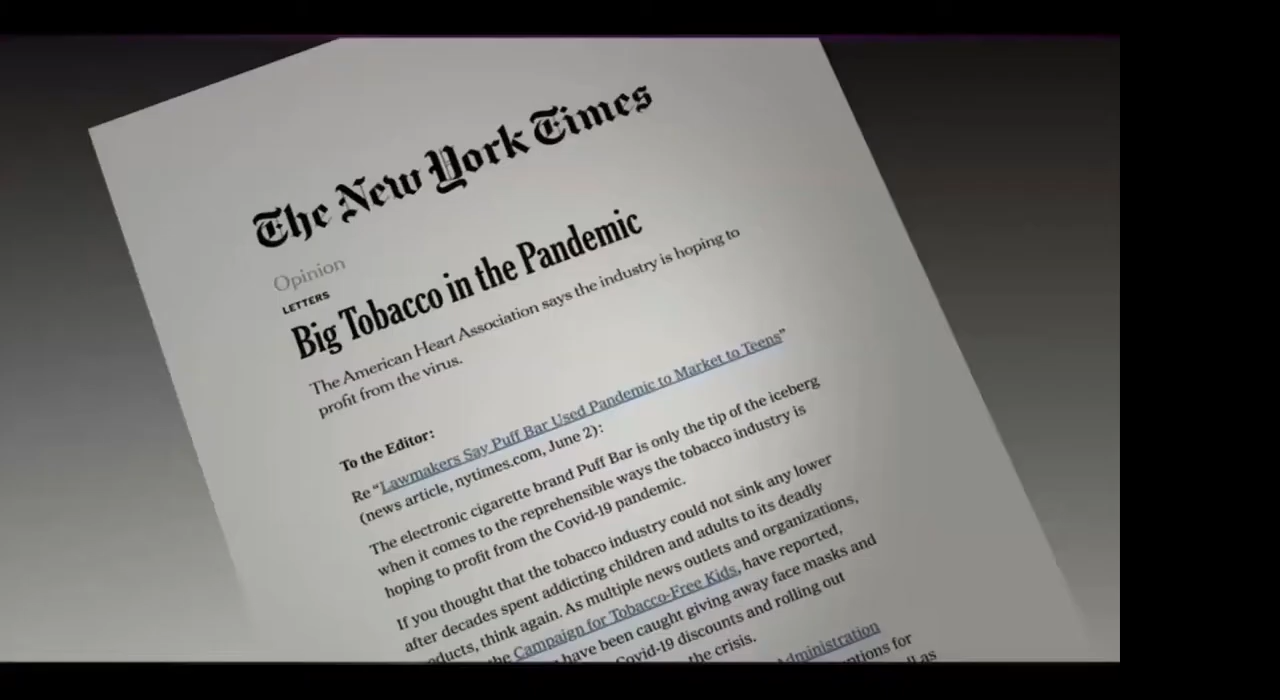 The New York Times
Opinion
LETTERS
Big Tobacco in the Pandemic
The American Heart Association says the industry is hoping to
profit from the virus.
To the Editor:
Re “Lawmakers Say Puff Bar Used Pandemic to Market to Teens”
(news article, nytimes.com, June 2):
The electronic cigarette brand Puff Bar is only the tip of the iceberg
when it comes to the reprehensible ways the tobacco industry is
hoping to profit from the Covid-19 pandemic.
If you thought that the tobacco industry could not sink any lower
after decades spent addicting children and adults to its deadly
products, think again. As multiple news outlets and organizations,
the Campaign for Tobacco-Free Kids, have reported,
have been caught giving away face masks and
Covid-19 discounts and rolling out
the crisis.
Administration
for
as